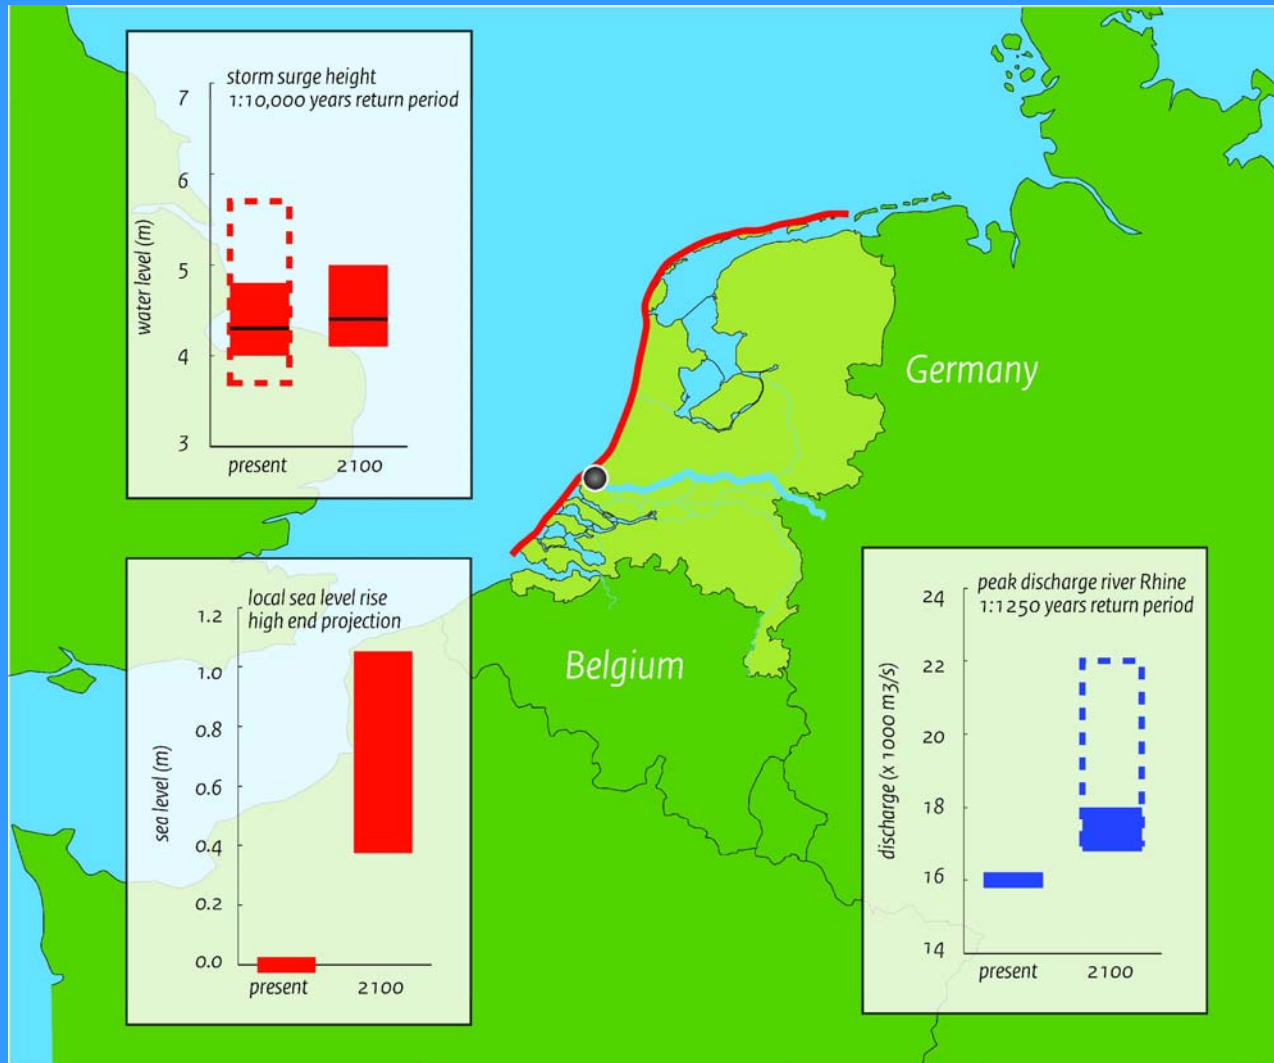 storm surge height
1:10,000 years return period
7
6
5
4
3
water level (m)
present
2100
Germany
local sea level rise
high end projection
1.2
1.0
0.8
0.6
0.4
0.2
0.0
sea level (m)
present
2100
Belgium
peak discharge river Rhine
1:1250 years return period
24
22
20
18
16
14
discharge (x 1000 m3/s)
present
2100